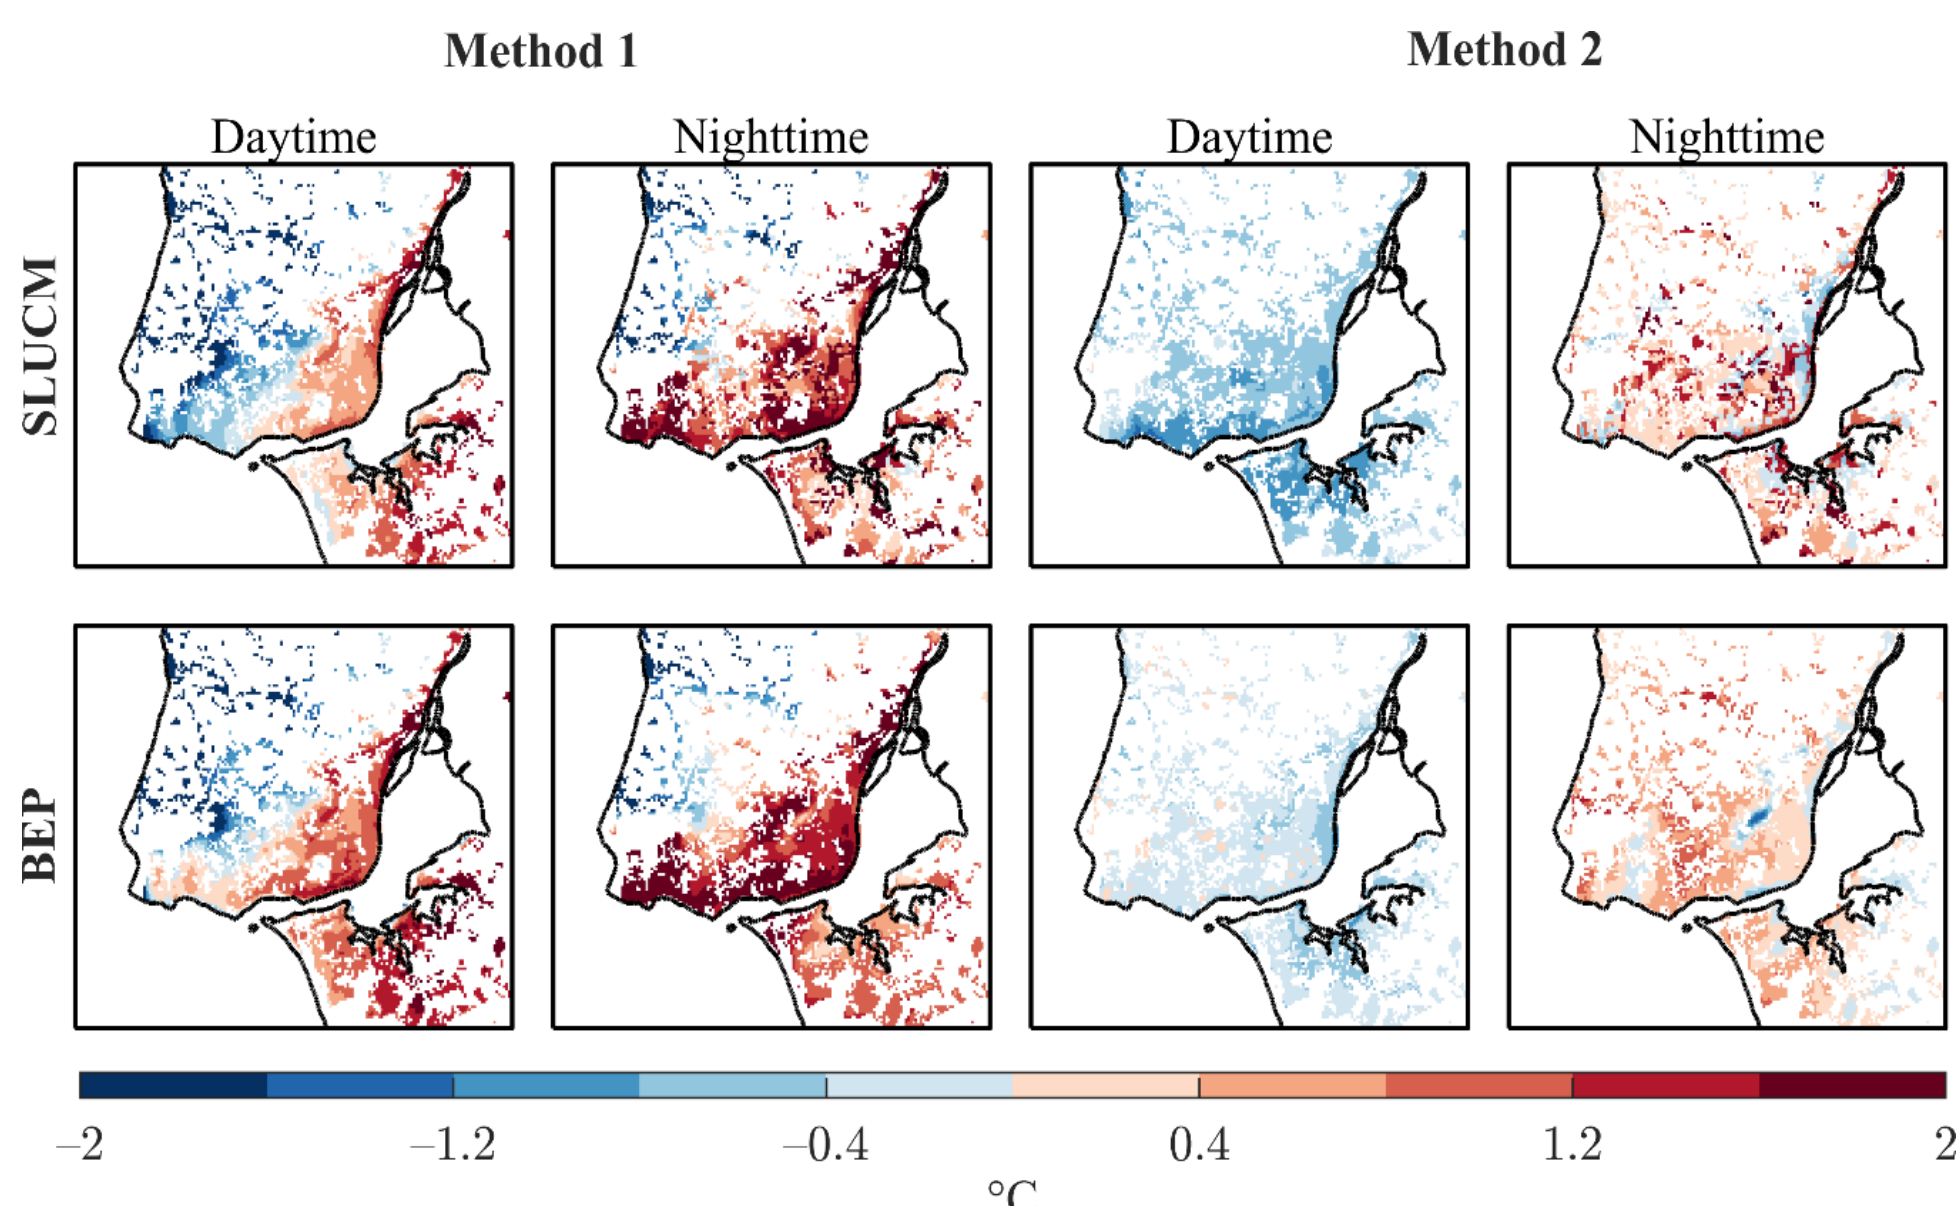 Method 1 Method 2
Daytime Nighttime Daytime Nighttime
SLUCM
BEP
–2 –1.2 –0.4 0.4 1.2 2
°C